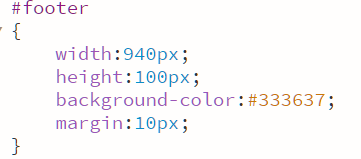 #footer
{
    width:940px;
    height:100px;
    background-color:#333637;
    margin:10px;
}